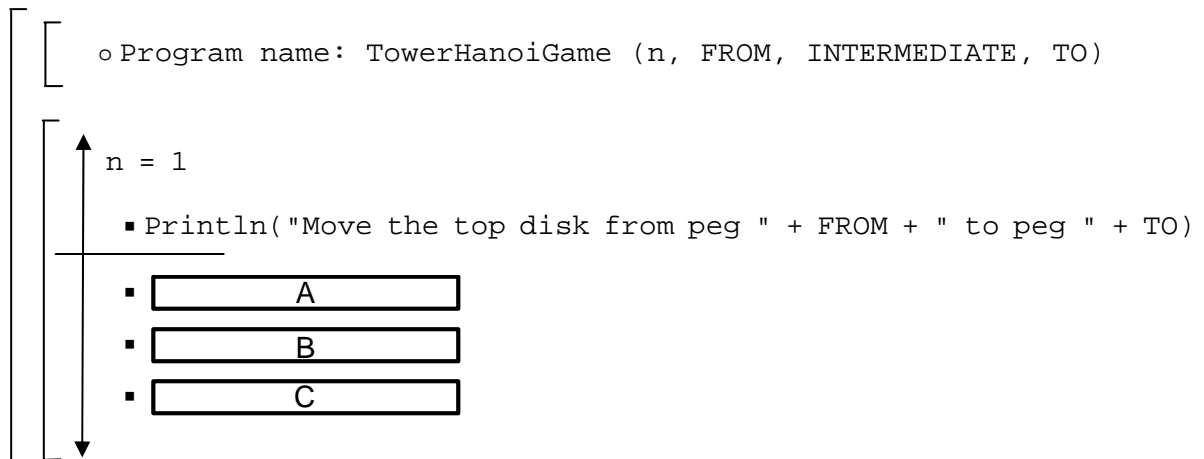 ○ Program name: TowerHanoiGame (n, FROM, INTERMEDIATE, TO)
n = 1
▪ Println("Move the top disk from peg " + FROM + " to peg " + TO)
▪ A
▪ B
▪ C